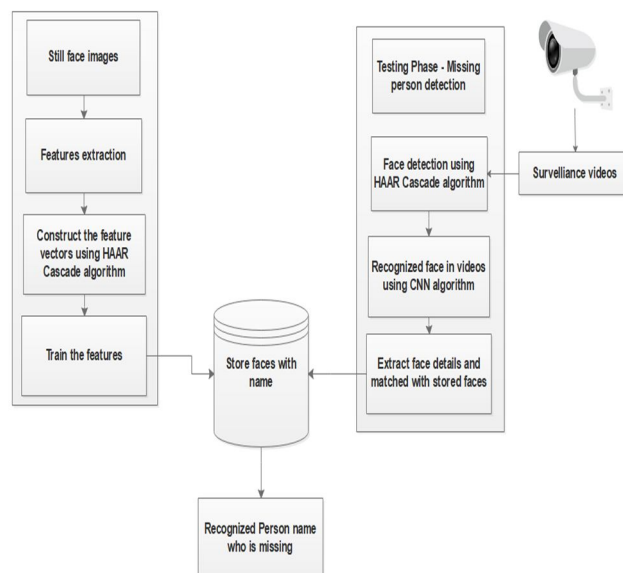 Still face images
Features extraction
Construct the feature
vectors using HAAR
Cascade algorithm
Train the features
Store faces with
name
Recognized Person name
who is missing
Testing Phase - Missing
person detection
Face detection using
HAAR Cascade algorithm
Recognized face in videos
using CNN algorithm
Extract face details and
matched with stored faces
Survelliance videos